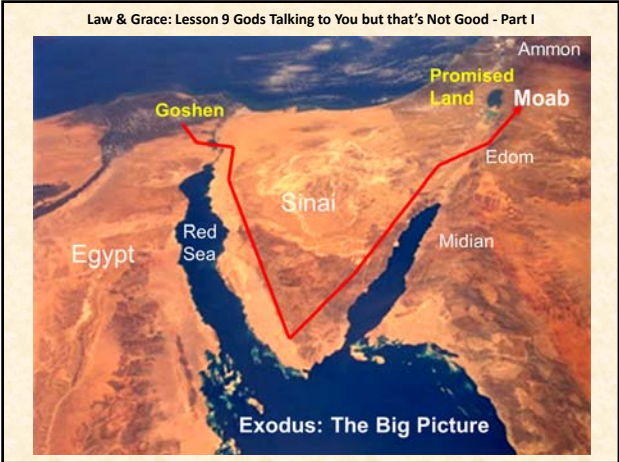 Law & Grace: Lesson 9 Gods Talking to You but that's Not Good - Part I
Ammon
Promised
Land
Moab
Goshen
Edom
Sinai
Red
Sea
Egypt
Midian
Exodus: The Big Picture